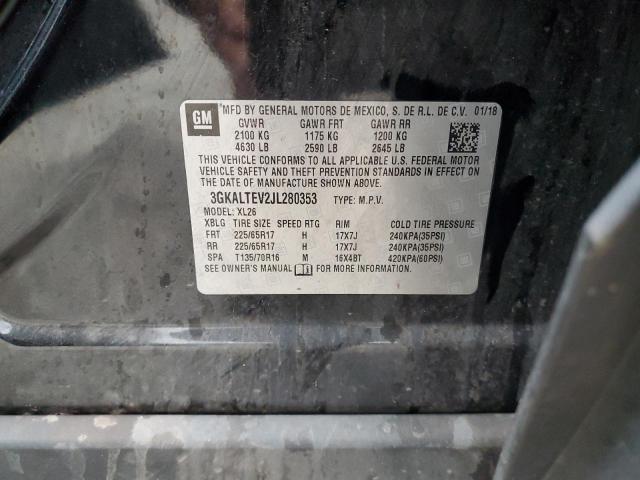 GM
*MFD BY GENERAL MOTORS DE MEXICO, S. DE R.L. DE C.V. 01/18
GVWR GAWR FRT GAWR RR
2100 KG 1175 KG 1200 KG
4630 LB 2590 LB 2645 LB
THIS VEHICLE CONFORMS TO ALL APPLICABLE U.S. FEDERAL MOTOR
VEHICLE SAFETY AND THEFT PREVENTION STANDARDS IN EFFECT ON THE
DATE OF MANUFACTURE SHOWN ABOVE.
3GKALTEV2JL280353 TYPE: M.P.V.
MODEL: XL26
XBLG TIRE SIZE SPEED RTG RIM COLD TIRE PRESSURE
FRT 225/65R17 H 17X7J 240KPA(35PSI)
RR 225/65R17 H 17X7J 240KPA(35PSI)
SPA T135/70R16 M 16X4BT 420KPA(60PSI)
SEE OWNER'S MANUAL FOR MORE INFORMATION.